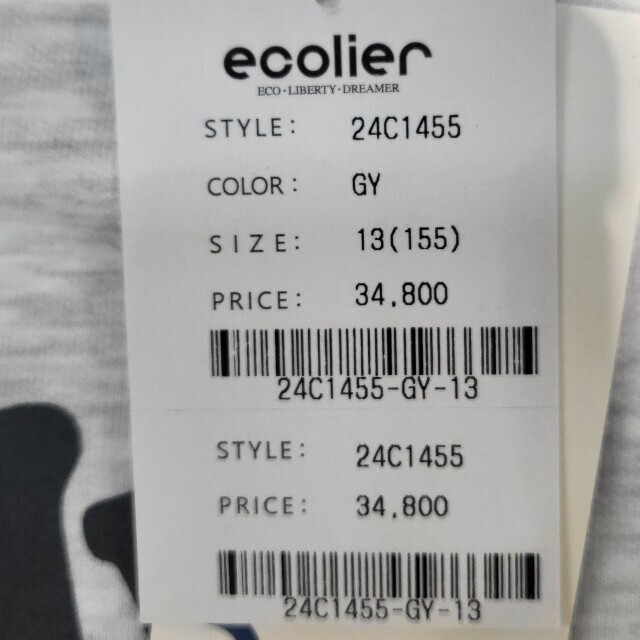 ecolier
ECO·LIBERTY·DREAMER
STYLE: 24C1455
COLOR: GY
SIZE: 13(155)
PRICE: 34,800
24C1455-GY-13
STYLE: 24C1455
PRICE: 34,800
24C1455-GY-13